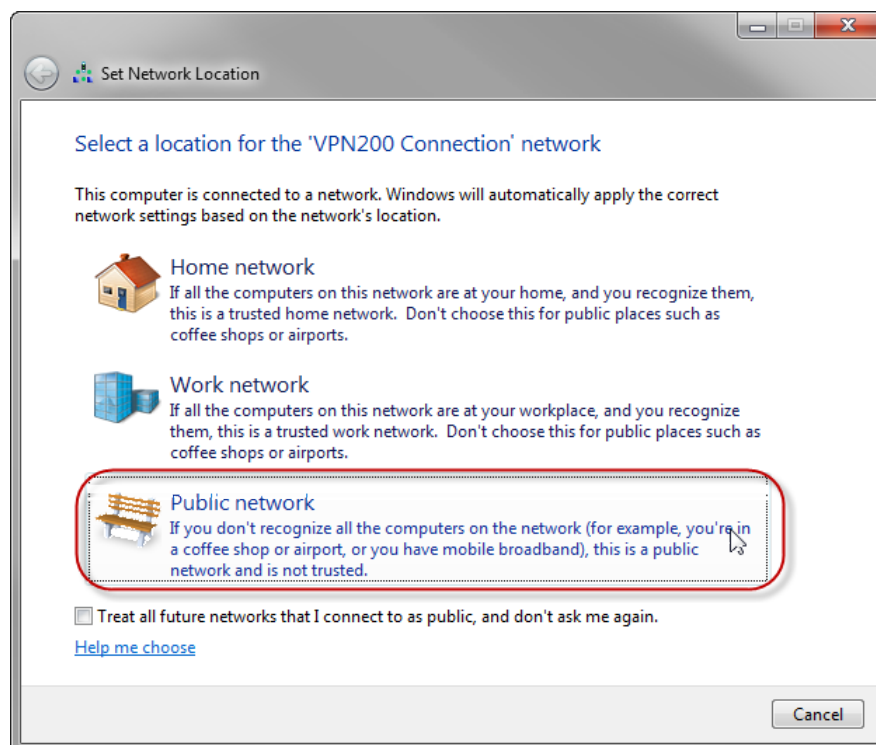 Set Network Location
Select a location for the 'VPN200 Connection' network
This computer is connected to a network. Windows will automatically apply the correct
network settings based on the network's location.
Home network
If all the computers on this network are at your home, and you recognize them,
this is a trusted home network.  Don't choose this for public places such as
coffee shops or airports.
Work network
If all the computers on this network are at your workplace, and you recognize
them, this is a trusted work network.  Don't choose this for public places such as
coffee shops or airports.
Public network
If you don't recognize all the computers on the network (for example, you're in
a coffee shop or airport, or you have mobile broadband), this is a public
network and is not trusted.
Treat all future networks that I connect to as public, and don't ask me again.
Help me choose
Cancel